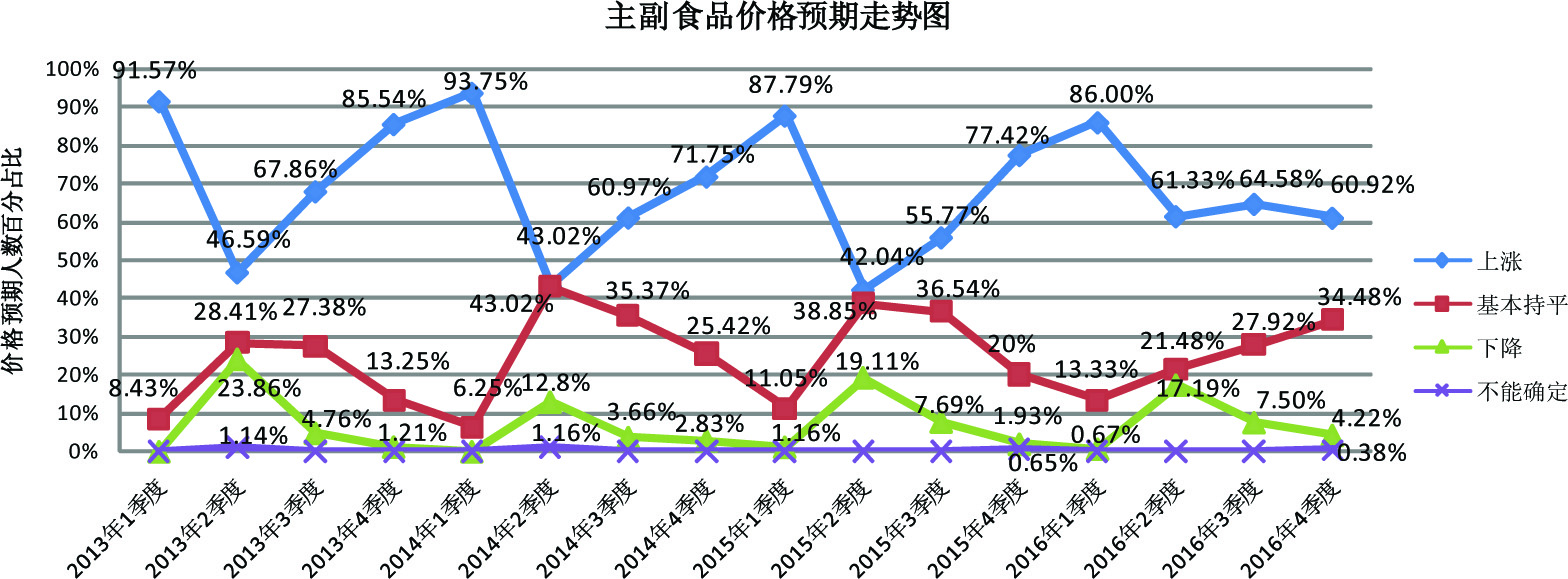 主副食品价格预期走势图
价格预期人数百分占比
100%
90%
80%
70%
60%
50%
40%
30%
20%
10%
0%
91.57%
46.59%
67.86%
85.54%
93.75%
43.02%
60.97%
71.75%
87.79%
42.04%
55.77%
77.42%
86.00%
61.33%
64.58%
60.92%
8.43%
28.41%
27.38%
13.25%
6.25%
43.02%
35.37%
25.42%
11.05%
38.85%
36.54%
20%
13.33%
21.48%
27.92%
34.48%
23.86%
4.76%
1.21%
12.8%
3.66%
2.83%
1.16%
19.11%
7.69%
1.93%
0.67%
17.19%
7.50%
4.22%
1.14%
1.16%
0.65%
0.38%
2013年1季度
2013年2季度
2013年3季度
2013年4季度
2014年1季度
2014年2季度
2014年3季度
2014年4季度
2015年1季度
2015年2季度
2015年3季度
2015年4季度
2016年1季度
2016年2季度
2016年3季度
2016年4季度
上涨
基本持平
下降
不能确定